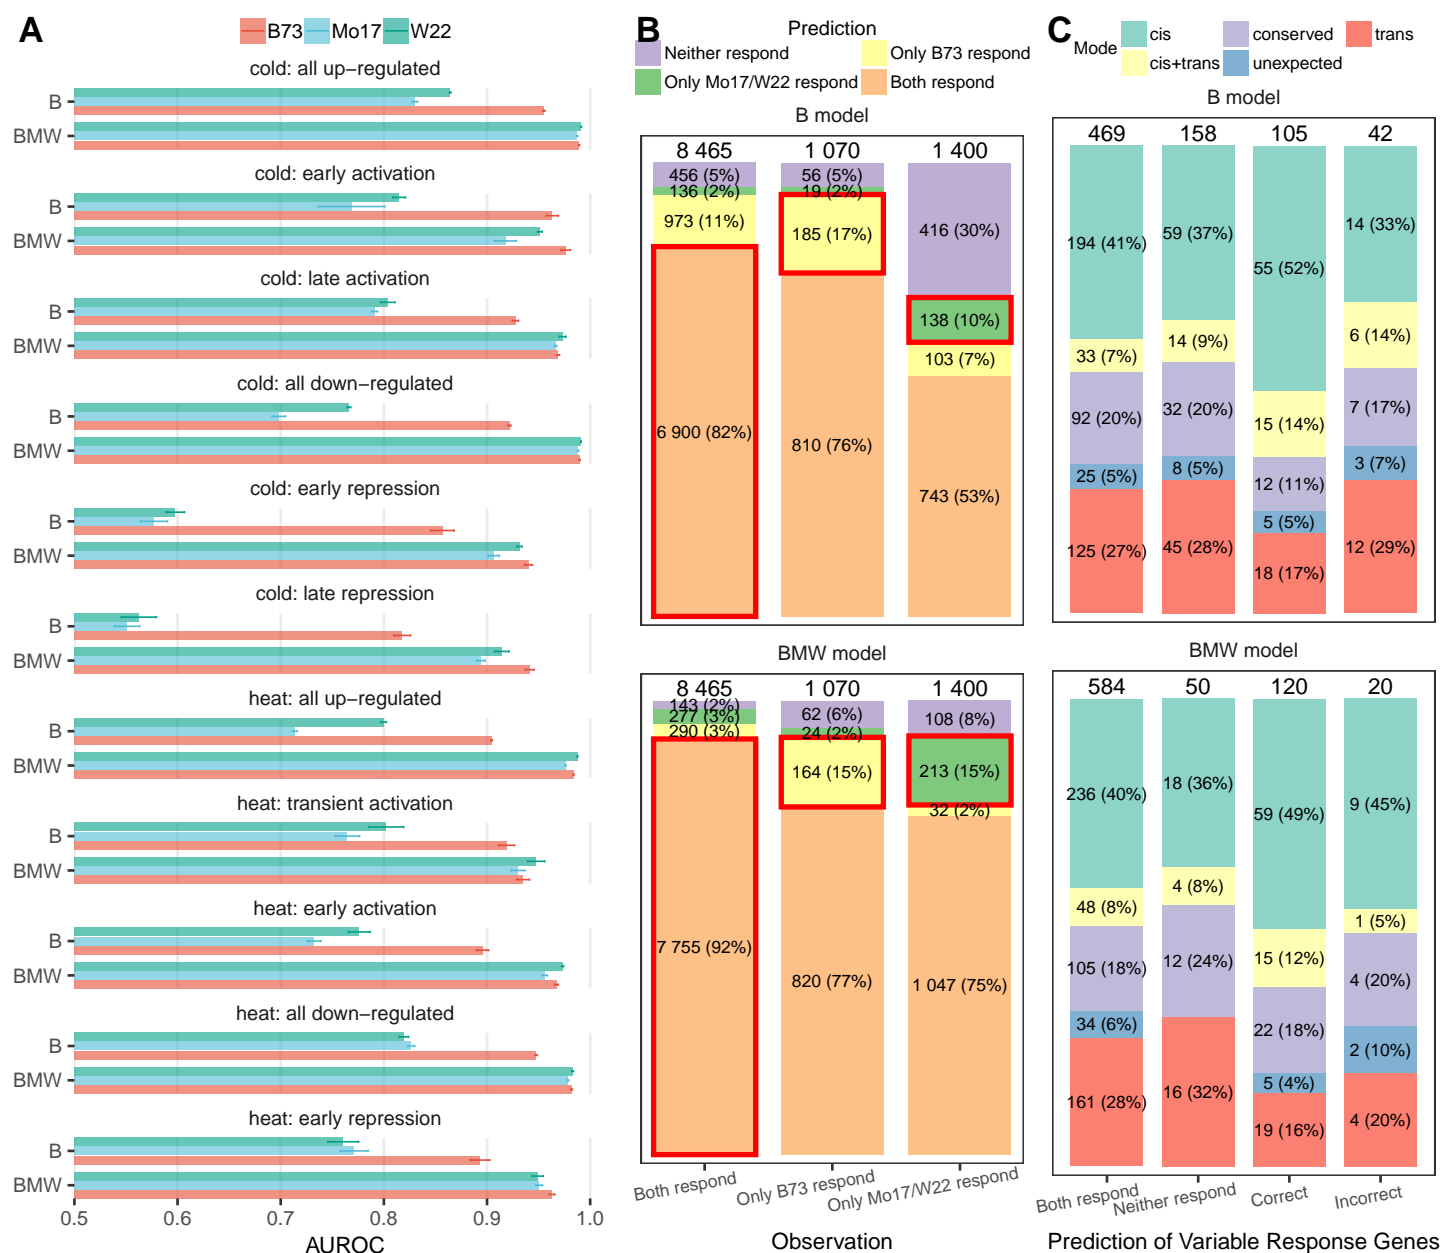 A
B73
Mo17
W22
cold: all up−regulated
B
BMW
cold: early activation
B
BMW
cold: late activation
B
BMW
cold: all down−regulated
B
BMW
cold: early repression
B
BMW
cold: late repression
B
BMW
heat: all up−regulated
B
BMW
heat: transient activation
B
BMW
heat: early activation
B
BMW
heat: all down−regulated
B
BMW
heat: early repression
B
BMW
0.5 0.6 0.7 0.8 0.9 1.0
AUROC
B
Prediction
Neither respond
Only B73 respond
Only Mo17/W22 respond
Both respond
B model
8 465 1 070 1 400
456 (5%)
136 (2%)
973 (11%)
6 900 (82%)
56 (5%)
19 (2%)
185 (17%)
810 (76%)
416 (30%)
138 (10%)
103 (7%)
743 (53%)
BMW model
8 465 1 070 1 400
143 (2%)
277 (3%)
290 (3%)
7 755 (92%)
62 (6%)
24 (2%)
164 (15%)
820 (77%)
108 (8%)
213 (15%)
32 (2%)
1 047 (75%)
Both respond
Only B73 respond
Only Mo17/W22 respond
Observation
C
Mode
cis
conserved
trans
cis+trans
unexpected
B model
469 158 105 42
194 (41%)
33 (7%)
92 (20%)
25 (5%)
125 (27%)
59 (37%)
14 (9%)
32 (20%)
8 (5%)
45 (28%)
55 (52%)
15 (14%)
12 (11%)
5 (5%)
18 (17%)
14 (33%)
6 (14%)
7 (17%)
3 (7%)
12 (29%)
BMW model
584 50 120 20
236 (40%)
48 (8%)
105 (18%)
34 (6%)
161 (28%)
18 (36%)
4 (8%)
12 (24%)
16 (32%)
59 (49%)
15 (12%)
22 (18%)
5 (4%)
19 (16%)
9 (45%)
1 (5%)
4 (20%)
2 (10%)
4 (20%)
Both respond
Neither respond
Correct
Incorrect
Prediction of Variable Response Genes